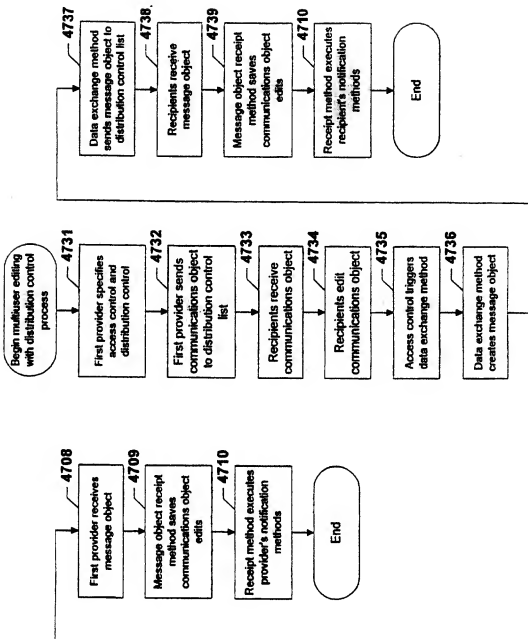 4708
First provider receives
message object
4709
Message object receipt
method saves
communications object
edits
4710
Receipt method executes
provider's notification
methods
End
Begin multiuser editing
with distribution control
process
4731
First provider specifies
access control and
distribution control
4732
First provider sends
communications object
to distribution control
list
4733
Recipients receive
communications object
4734
Recipients edit
communications object
4735
Access control triggers
data exchange method
4736
Data exchange method
creates message object
4737
Data exchange method
sends message object to
distribution control list
4738.
Recipients receive
message object
4739
Message object receipt
method saves
communications object
edits
4710
Receipt method executes
recipient's notification
methods
End